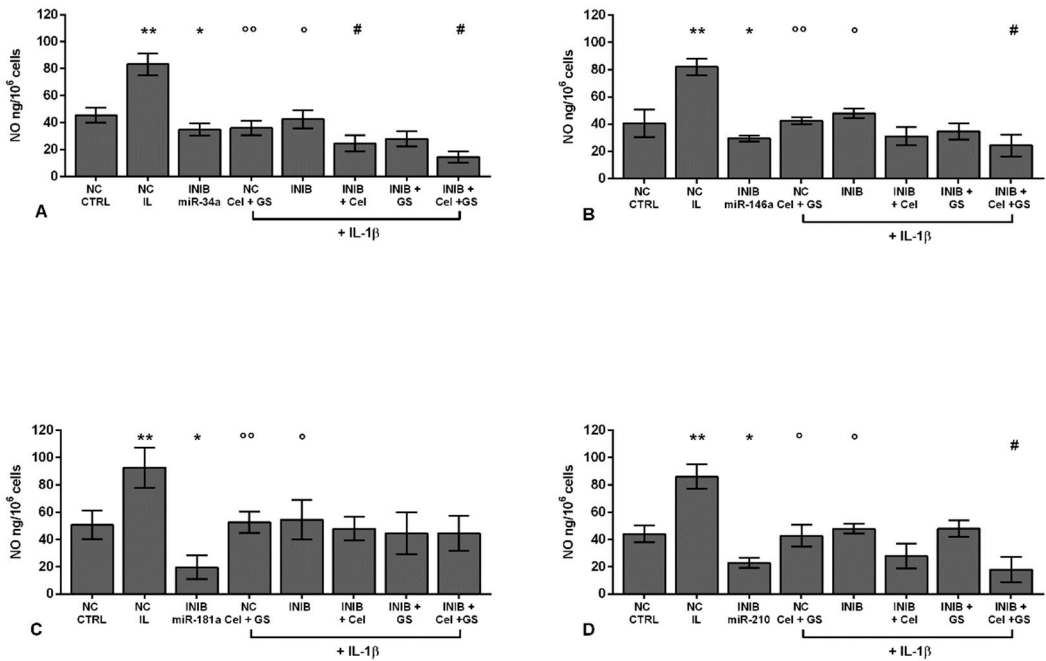 NO ng/10⁶ cells
120
100
80
60
40
20
0
** * °° ° # #
NC CTRL
NC IL
INIB miR-34a
NC Cel + GS
INIB
INIB + Cel
INIB + GS
INIB + Cel +GS
A
+ IL-1β
NO ng/10⁶ cells
120
100
80
60
40
20
0
** * °° ° #
NC CTRL
NC IL
INIB miR-146a
NC Cel + GS
INIB
INIB + Cel
INIB + GS
INIB + Cel +GS
B
+ IL-1β
NO ng/10⁶ cells
120
100
80
60
40
20
0
** * °° °
NC CTRL
NC IL
INIB miR-181a
NC Cel + GS
INIB
INIB + Cel
INIB + GS
INIB + Cel +GS
C
+ IL-1β
NO ng/10⁶ cells
120
100
80
60
40
20
0
** * ° ° #
NC CTRL
NC IL
INIB miR-210
NC Cel + GS
INIB
INIB + Cel
INIB + GS
INIB + Cel +GS
D
+ IL-1β